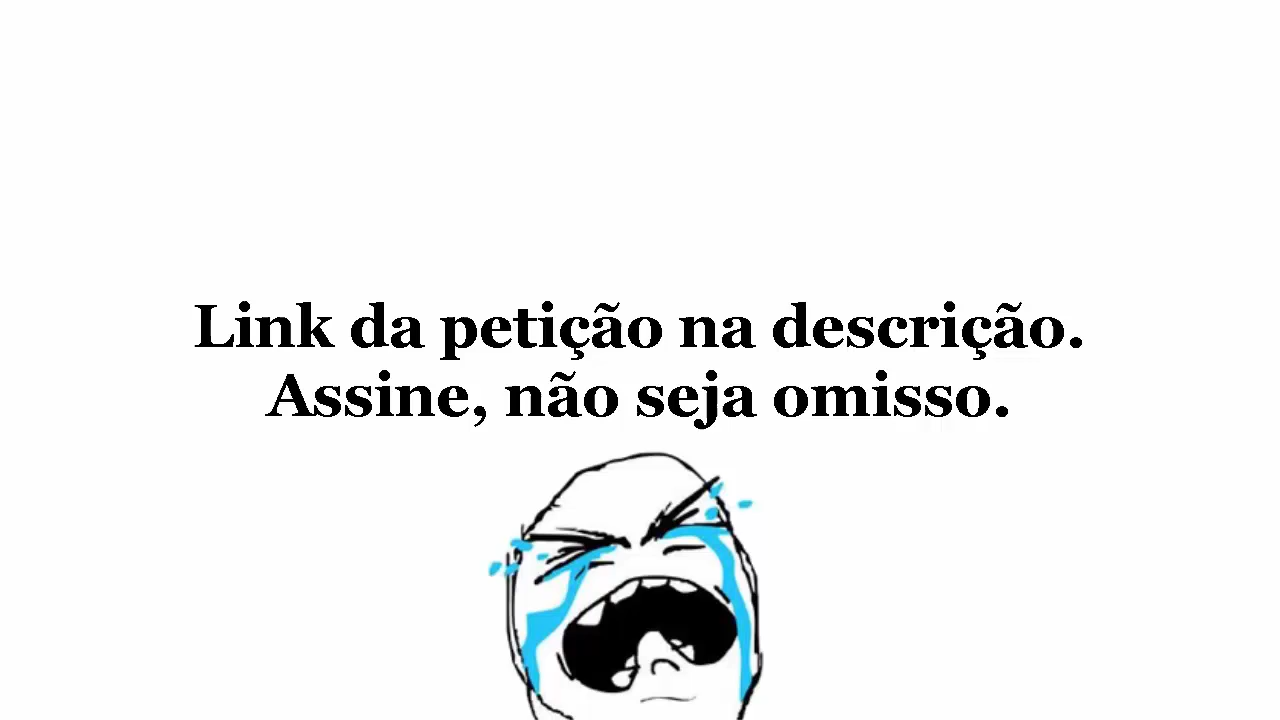 Link da petição na descrição.
Assine, não seja omisso.